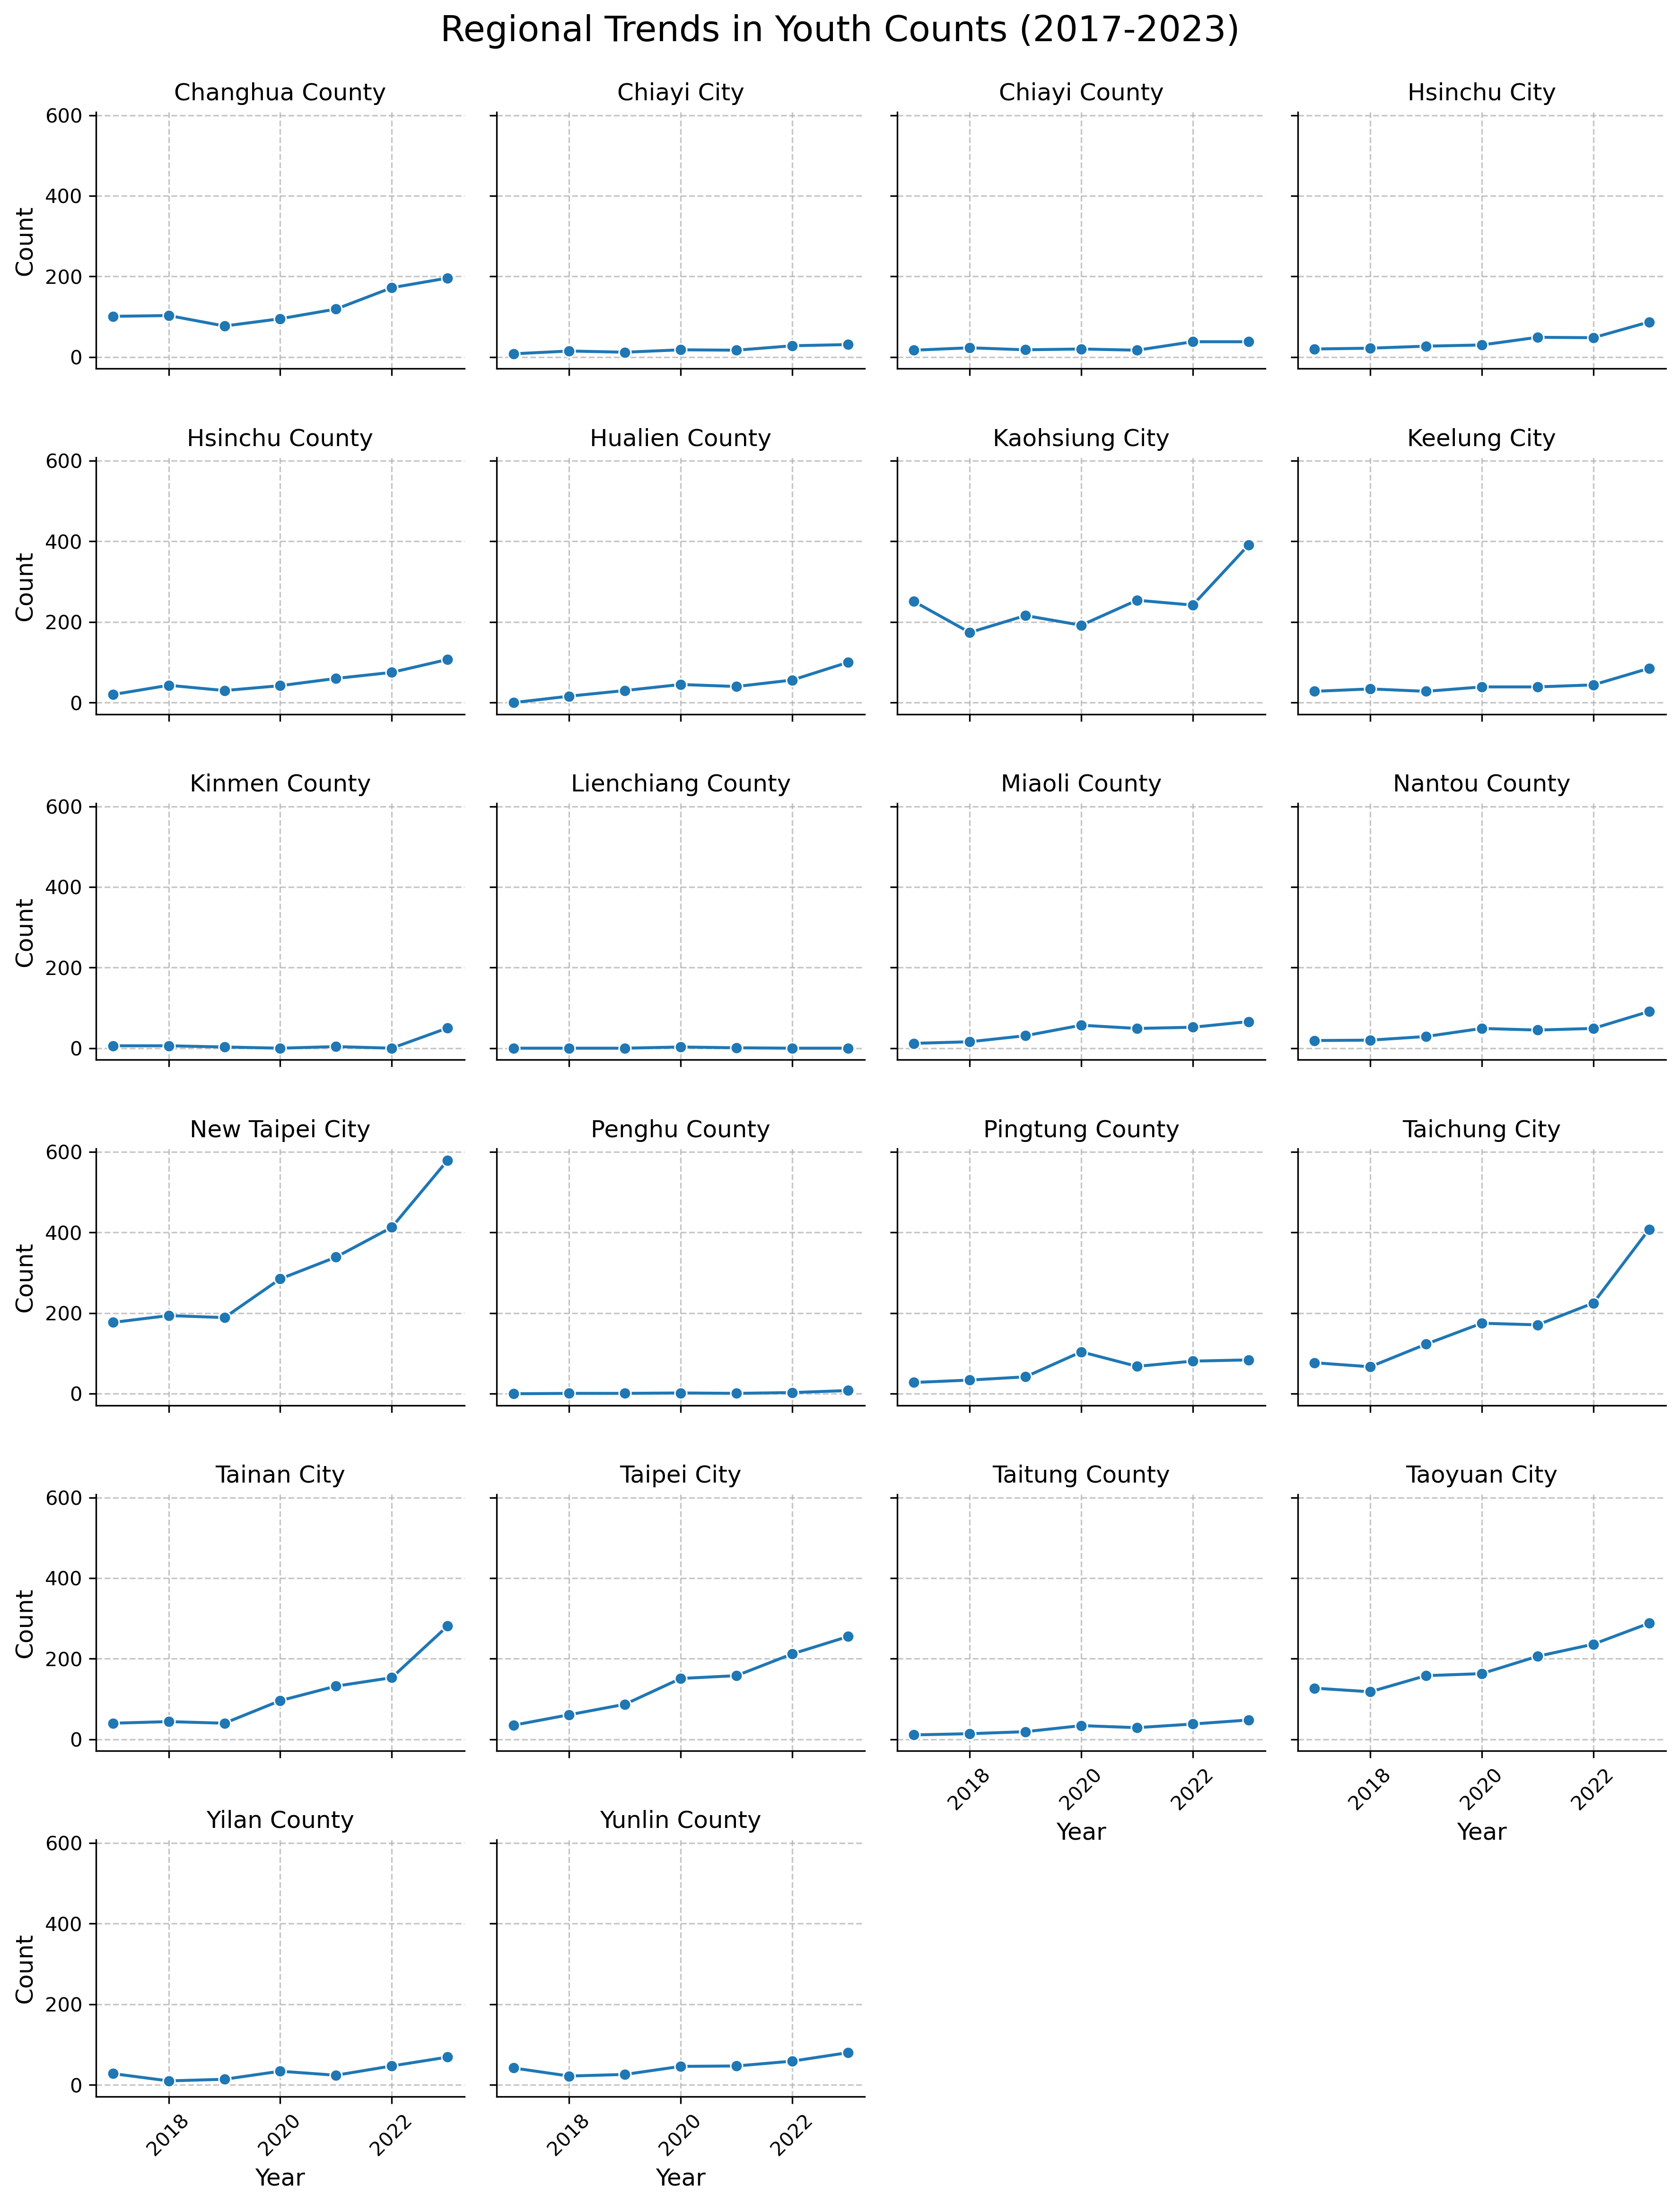 Regional Trends in Youth Counts (2017-2023)
Changhua County
Chiayi City
Chiayi County
Hsinchu City
600
400
200
0
Count
Hsinchu County
Hualien County
Kaohsiung City
Keelung City
600
400
200
0
Count
Kinmen County
Lienchiang County
Miaoli County
Nantou County
600
400
200
0
Count
New Taipei City
Penghu County
Pingtung County
Taichung City
600
400
200
0
Count
Tainan City
Taipei City
Taitung County
Taoyuan City
600
400
200
0
Count
2018 2020 2022
Year
2018 2020 2022
Year
Yilan County
Yunlin County
600
400
200
0
Count
2018 2020 2022
Year
2018 2020 2022
Year